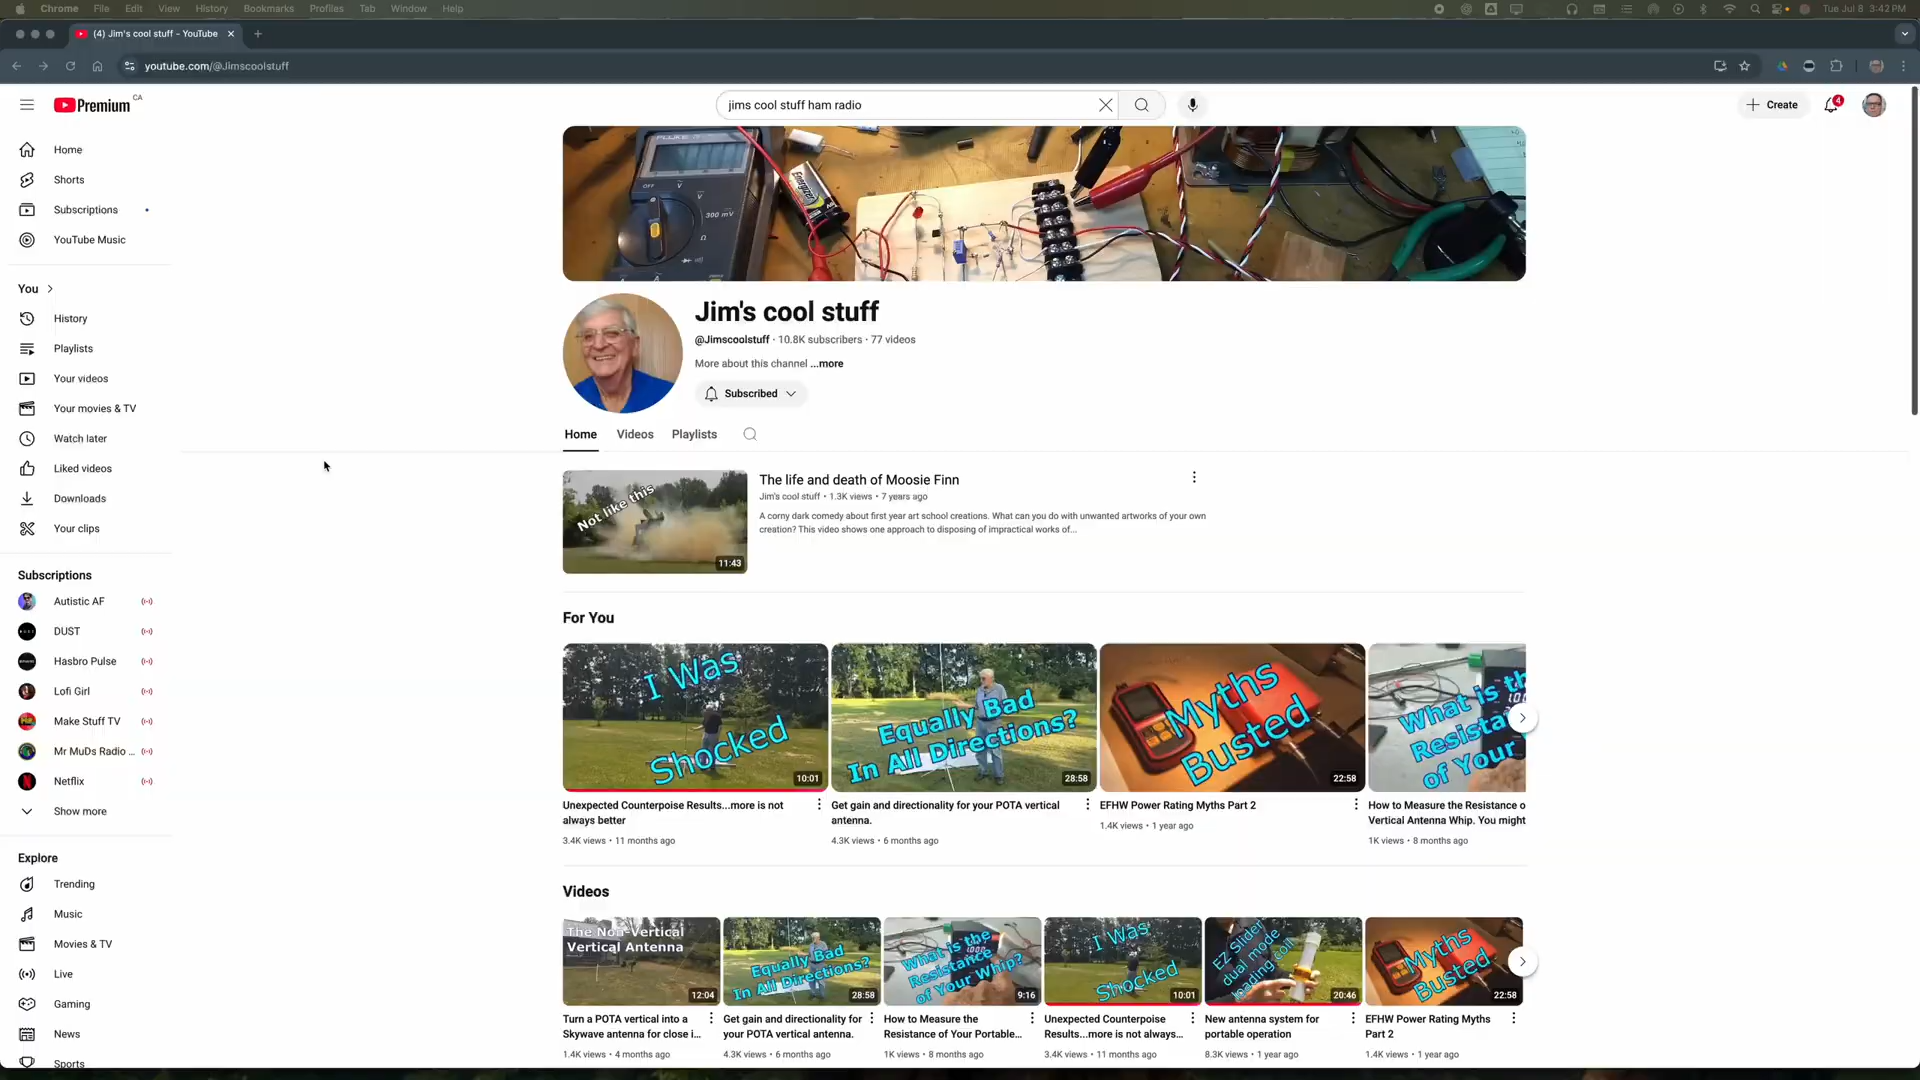 Chrome File Edit View History Bookmarks Profiles Tab Window Help
Tue Jul 8 3:42 PM
(4) Jim's cool stuff - YouTube
youtube.com/@Jimscoolstuff
Premium CA
jims cool stuff ham radio
Create
4
Home
Shorts
Subscriptions
YouTube Music
You
History
Playlists
Your videos
Your movies & TV
Watch later
Liked videos
Downloads
Your clips
Subscriptions
Autistic AF
DUST
Hasbro Pulse
Lofi Girl
Make Stuff TV
Mr MuDs Radio ...
Netflix
Show more
Explore
Trending
Music
Movies & TV
Live
Gaming
News
Sports
FLUKE
OFF
300 mV
Energizer
Jim's cool stuff
@Jimscoolstuff · 10.8K subscribers · 77 videos
More about this channel ...more
Subscribed
Home Videos Playlists
Not like this
11:43
The life and death of Moosie Finn
Jim's cool stuff • 1.3K views • 7 years ago
A corny dark comedy about first year art school creations. What can you do with unwanted artworks of your own
creation? This video shows one approach to disposing of impractical works of...
For You
I Was
Shocked
10:01
Unexpected Counterpoise Results...more is not
always better
3.4K views • 11 months ago
Equally Bad
In All Directions?
28:58
Get gain and directionality for your POTA vertical
antenna.
4.3K views • 6 months ago
Myths
Busted
22:58
EFHW Power Rating Myths Part 2
1.4K views • 1 year ago
What is th
Resista
of Your
How to Measure the Resistance o
Vertical Antenna Whip. You might
1K views • 8 months ago
Videos
The Non-Vertical
Vertical Antenna
12:04
Turn a POTA vertical into a
Skywave antenna for close i...
1.4K views • 4 months ago
Equally Bad
In All Directions?
28:58
Get gain and directionality for
your POTA vertical antenna.
4.3K views • 6 months ago
What is the
Resistance
of Your Whip?
9:16
How to Measure the
Resistance of Your Portable...
1K views • 8 months ago
I Was
Shocked
10:01
Unexpected Counterpoise
Results...more is not always...
3.4K views • 11 months ago
EZ Slider
dual mode
loading coil
20:46
New antenna system for
portable operation
8.3K views • 1 year ago
Myths
Busted
22:58
EFHW Power Rating Myths
Part 2
1.4K views • 1 year ago